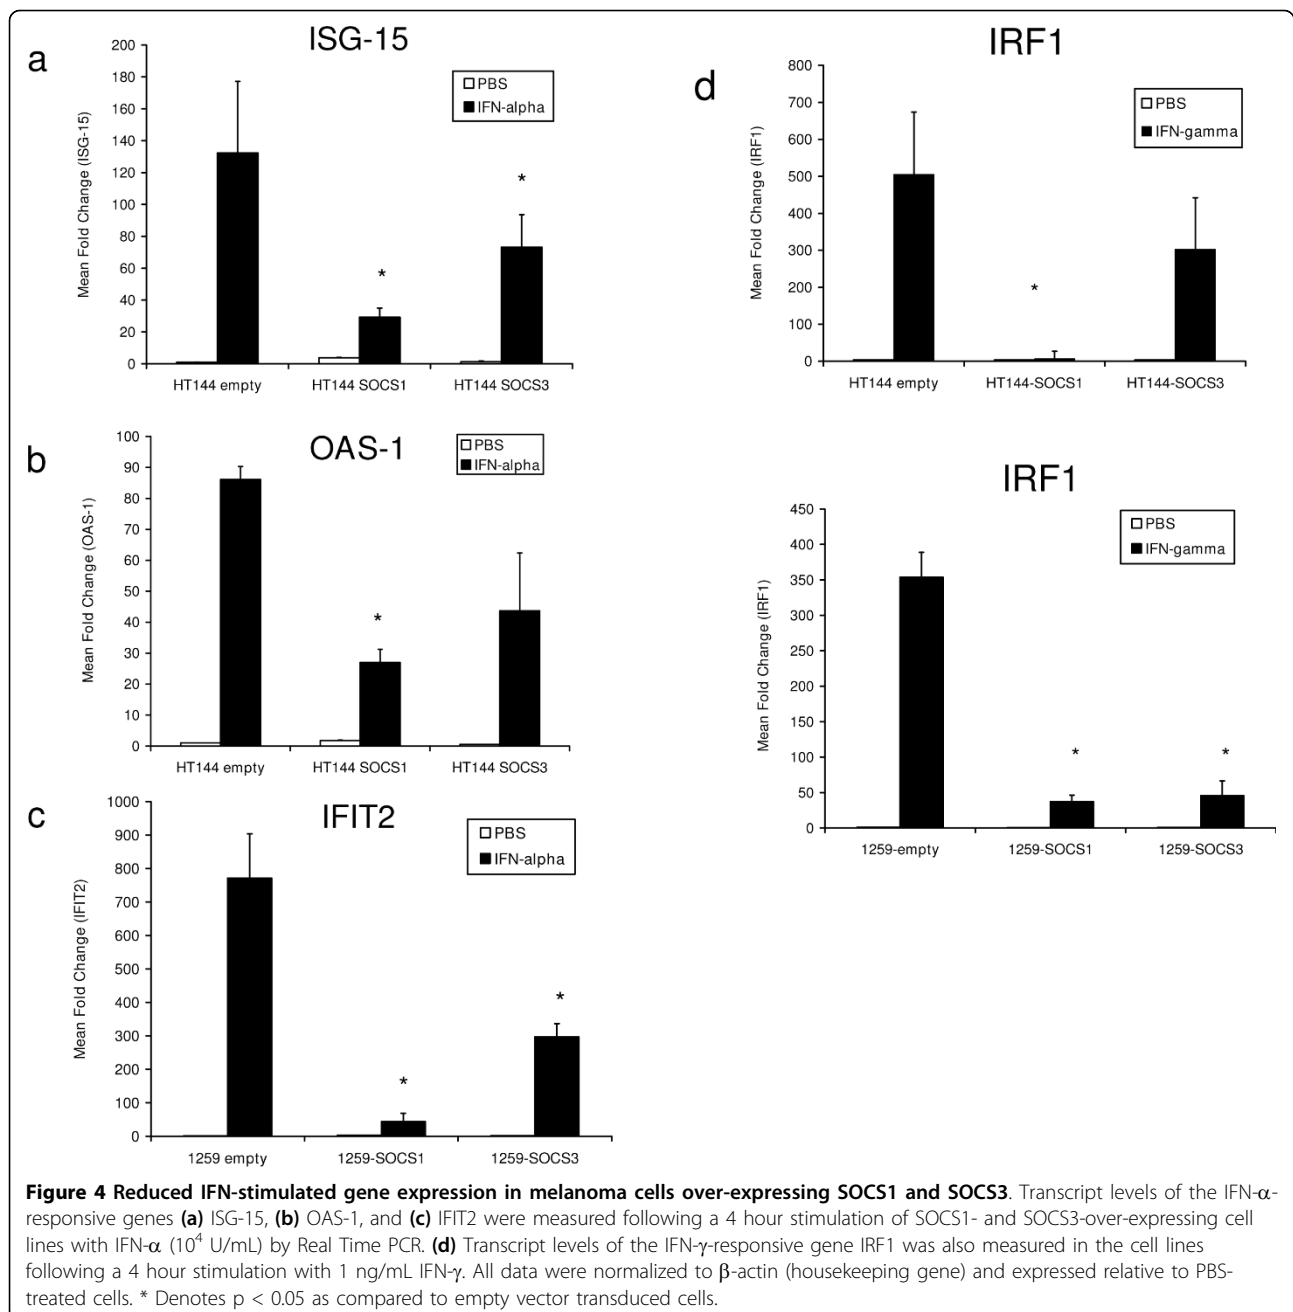 a
ISG-15
200
180
160
140
120
100
80
60
40
20
0
Mean Fold Change (ISG-15)
PBS
IFN-alpha
*
*
HT144 empty HT144 SOCS1 HT144 SOCS3
b
OAS-1
100
90
80
70
60
50
40
30
20
10
0
Mean Fold Change (OAS-1)
PBS
IFN-alpha
*
HT144 empty HT144 SOCS1 HT144 SOCS3
c
IFIT2
1000
900
800
700
600
500
400
300
200
100
0
Mean Fold Change (IFIT2)
PBS
IFN-alpha
*
*
1259 empty 1259-SOCS1 1259-SOCS3
d
IRF1
800
700
600
500
400
300
200
100
0
Mean Fold Change (IRF1)
PBS
IFN-gamma
*
HT144 empty HT144-SOCS1 HT144-SOCS3
IRF1
450
400
350
300
250
200
150
100
50
0
Mean Fold Change (IRF1)
PBS
IFN-gamma
*
*
1259-empty 1259-SOCS1 1259-SOCS3
Figure 4 Reduced IFN-stimulated gene expression in melanoma cells over-expressing SOCS1 and SOCS3. Transcript levels of the IFN-α-
responsive genes (a) ISG-15, (b) OAS-1, and (c) IFIT2 were measured following a 4 hour stimulation of SOCS1- and SOCS3-over-expressing cell
lines with IFN-α (10⁴ U/mL) by Real Time PCR. (d) Transcript levels of the IFN-γ-responsive gene IRF1 was also measured in the cell lines
following a 4 hour stimulation with 1 ng/mL IFN-γ. All data were normalized to β-actin (housekeeping gene) and expressed relative to PBS-
treated cells. * Denotes p < 0.05 as compared to empty vector transduced cells.